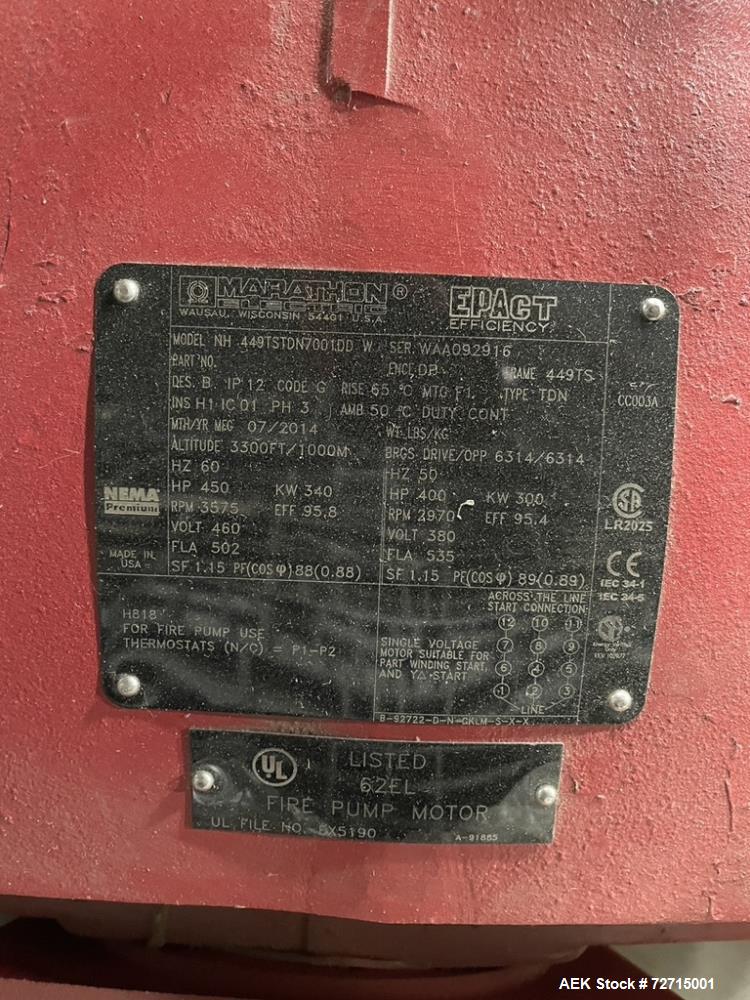 MARATHON ®
ELECTRIC
WAUSAU, WISCONSIN 54401 U.S.A.
EPACT
EFFICIENCY
MODEL NH 449TSTDN7001DD W SER. WAA092916
PART NO. ENCL DP FRAME 449TS
DES. B IP 12 CODE G RISE 65 °C MTG F1 TYPE TDN
INS H1 IC 01 PH 3 AMB 50 °C DUTY CONT
CC003A
MTH/YR MFG 07/2014 WT. LBS/KG
ALTITUDE 3300FT/1000M BRGS DRIVE/OPP 6314/6314
HZ 60
HP 450 KW 340
RPM 3575 EFF 95.8
VOLT 460
FLA 502
SF 1.15 PF(COS φ) 88(0.88)
HZ 50
HP 400 KW 300
RPM 2970 EFF 95.4
VOLT 380
FLA 535
SF 1.15 PF(COS φ) 89(0.89)
NEMA
Premium
MADE IN
USA
LR2025
CE
IEC 34-1
IEC 34-5
H818
FOR FIRE PUMP USE
THERMOSTATS (N/C) = P1-P2
SINGLE VOLTAGE
MOTOR SUITABLE FOR
PART WINDING START.
AND Y∆ START
ACROSS THE LINE
START CONNECTION
12 10 11
7 8 9
6 4 5
1 2 3
LINE
B-92722-D-N-GKLM-S-X-X
UL LISTED
62EL
FIRE PUMP MOTOR
UL FILE NO. EX5190 A-91885
AEK Stock # 72715001